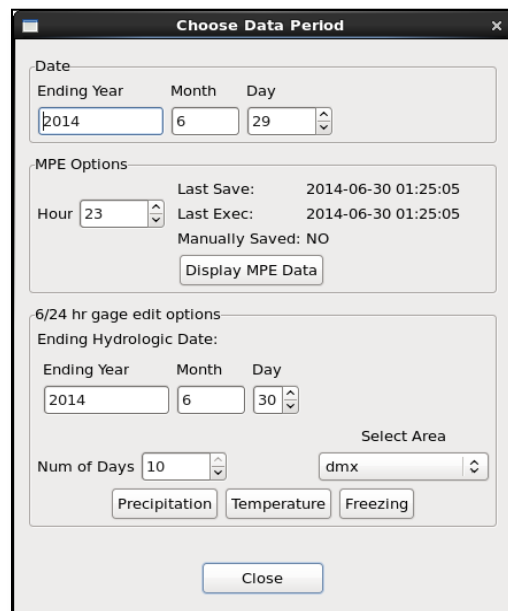 Choose Data Period
Date
Ending Year Month Day
2014 6 29
MPE Options
Last Save: 2014-06-30 01:25:05
Hour 23 Last Exec: 2014-06-30 01:25:05
Manually Saved: NO
Display MPE Data
6/24 hr gage edit options
Ending Hydrologic Date:
Ending Year Month Day
2014 6 30
Select Area
Num of Days 10 dmx
Precipitation Temperature Freezing
Close